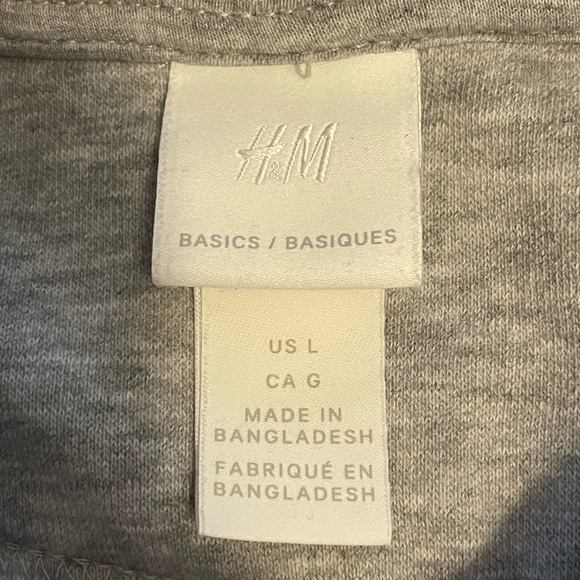 H&M
BASICS / BASIQUES
US L
CA G
MADE IN
BANGLADESH
FABRIQUÉ EN
BANGLADESH